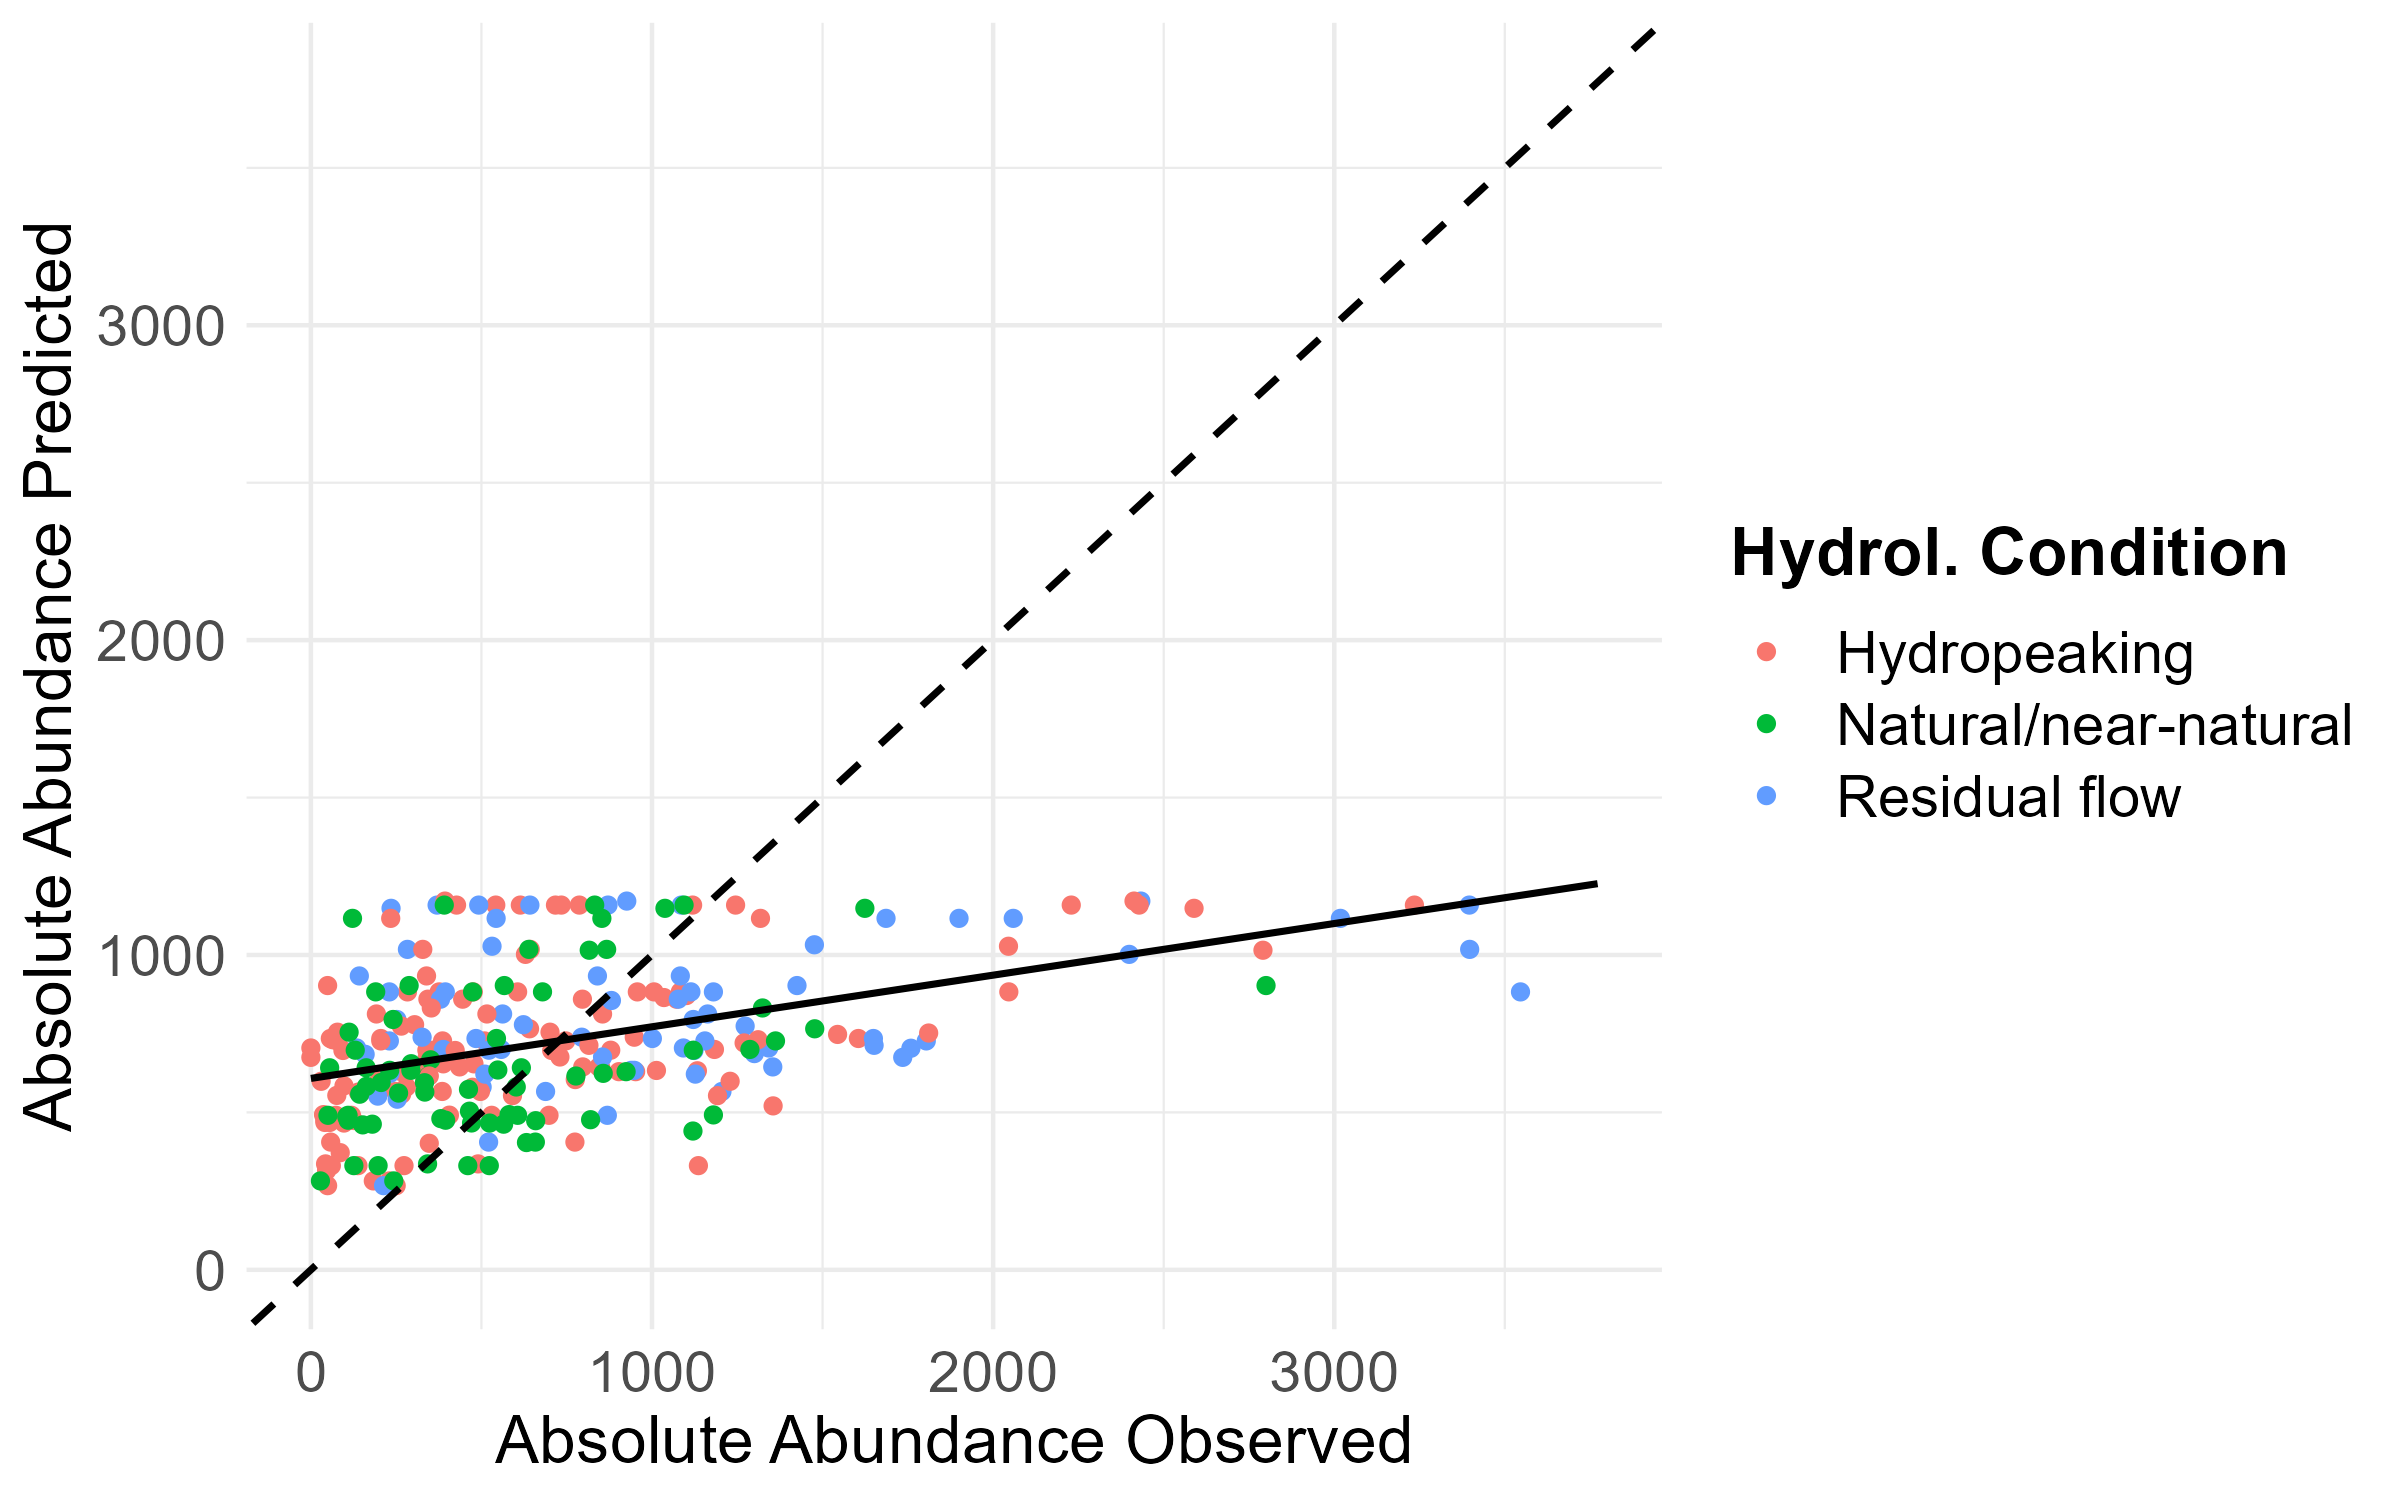 Absolute Abundance Predicted
3000
2000
1000
0
0 1000 2000 3000
Absolute Abundance Observed
Hydrol. Condition
Hydropeaking
Natural/near-natural
Residual flow